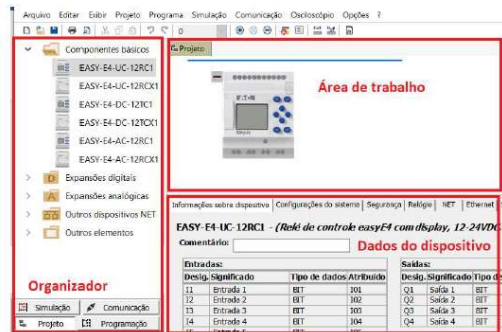 Arquivo Editar Exibir Projeto Programa Simulação Comunicação Osciloscópio Opções ?
0
Componentes básicos
EASY-E4-UC-12RC1
EASY-E4-UC-12RCX1
EASY-E4-DC-12TC1
EASY-E4-DC-12TCX1
EASY-E4-AC-12RC1
EASY-E4-AC-12RCX1
D Expansões digitais
A Expansões analógicas
Outros dispositivos NET
Outros elementos
Organizador
Simulação Comunicação
Projeto Programação
Projeto
Área de trabalho
Informações sobre dispositivo Configurações do sistema Segurança Relógio NET Ethernet
EASY-E4-UC-12RC1 - (Relé de controle easyE4 com display, 12-24VDC,
Comentário:
Dados do dispositivo
Entradas: Saídas:
Desig. Significado Tipo de dados Atribuído Desig. Significado Tipo de
I1 Entrada 1 BIT I01 Q1 Saída 1 BIT
I2 Entrada 2 BIT I02 Q2 Saída 2 BIT
I3 Entrada 3 BIT I03 Q3 Saída 3 BIT
I4 Entrada 4 BIT I04 Q4 Saída 4 BIT